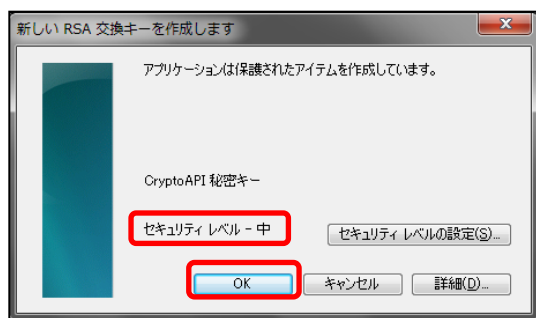 新しい RSA 交換キーを作成します
アプリケーションは保護されたアイテムを作成しています。
CryptoAPI 秘密キー
セキュリティ レベル - 中
セキュリティ レベルの設定(S)...
OK
キャンセル
詳細(D)...